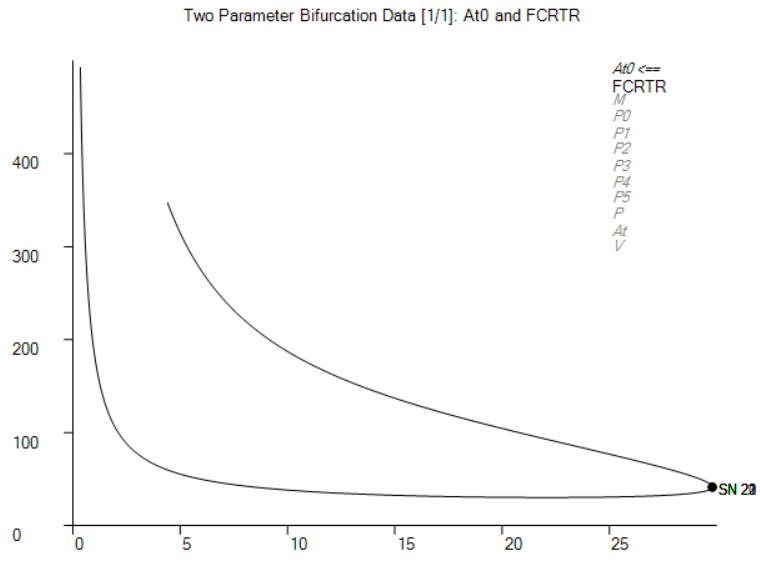 Two Parameter Bifurcation Data [1/1]: At0 and FCRTR
At0 <==
FCRTR
M
P0
P1
P2
P3
P4
P5
P
At
V
400
300
200
100
0
SN
0
5
10
15
20
25